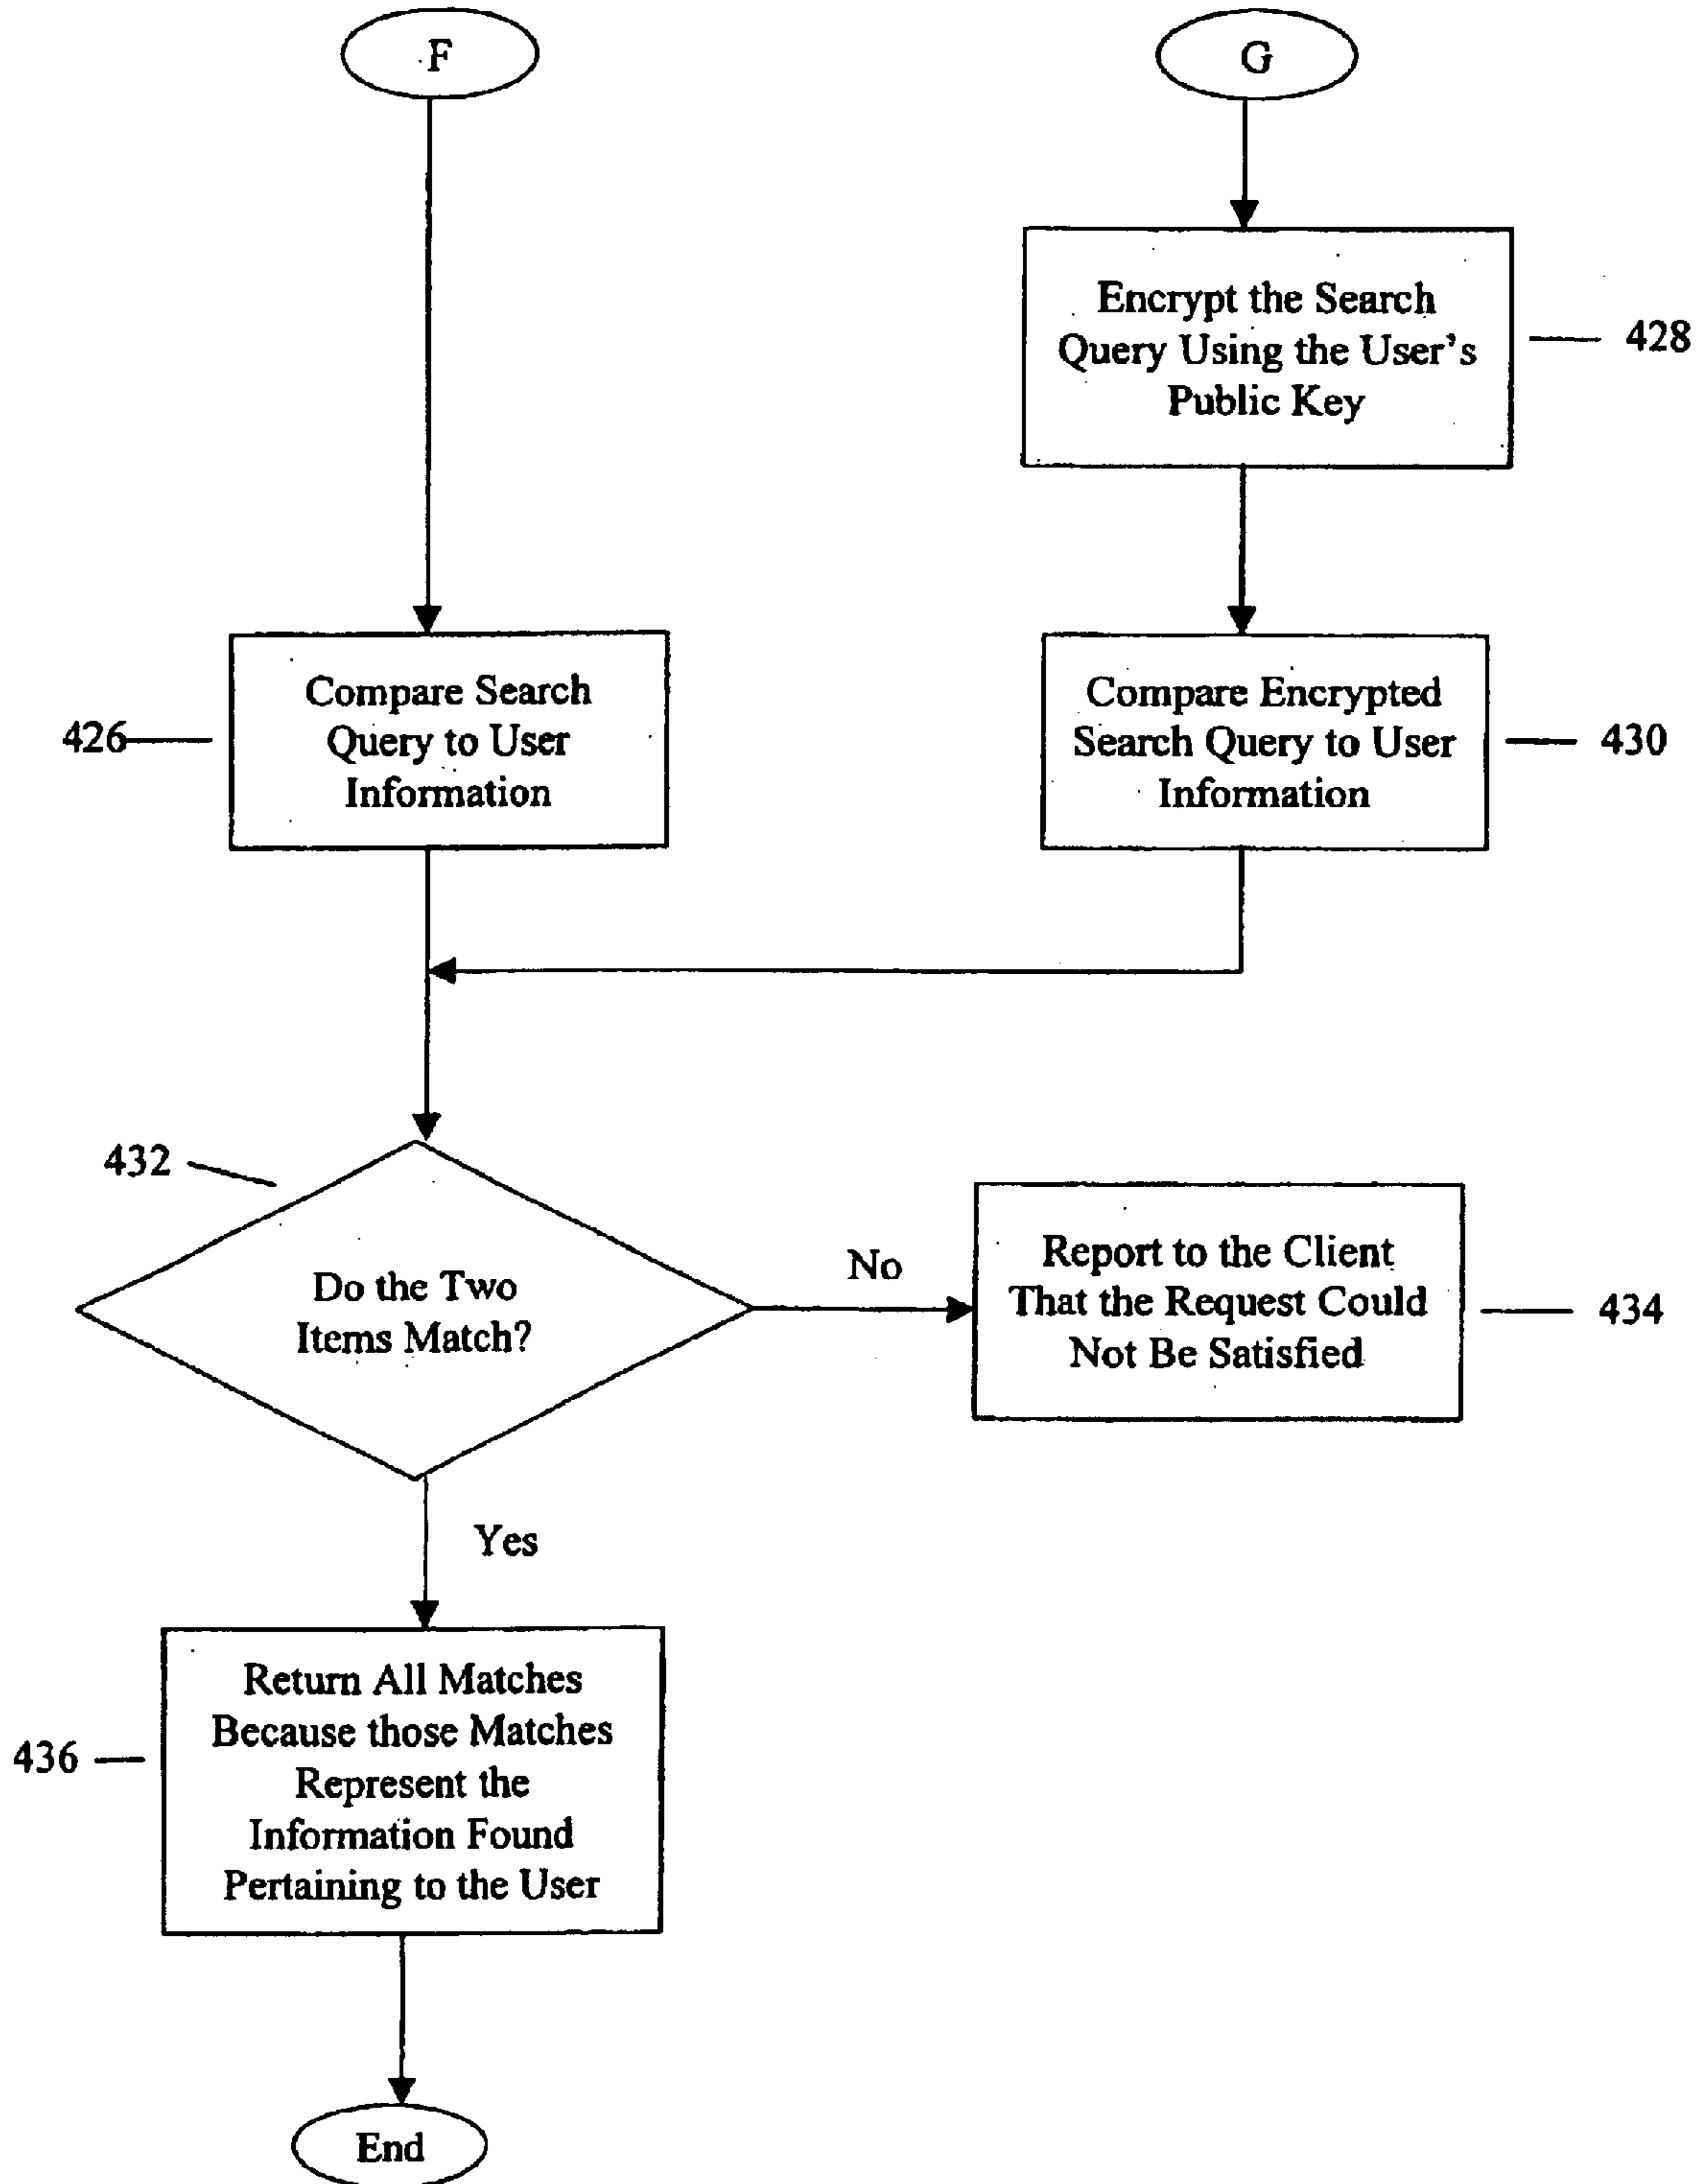 F
G
Encrypt the Search
Query Using the User's
Public Key
428
426
Compare Search
Query to User
Information
Compare Encrypted
Search Query to User
Information
430
432
Do the Two
Items Match?
No
Report to the Client
That the Request Could
Not Be Satisfied
434
Yes
436
Return All Matches
Because those Matches
Represent the
Information Found
Pertaining to the User
End